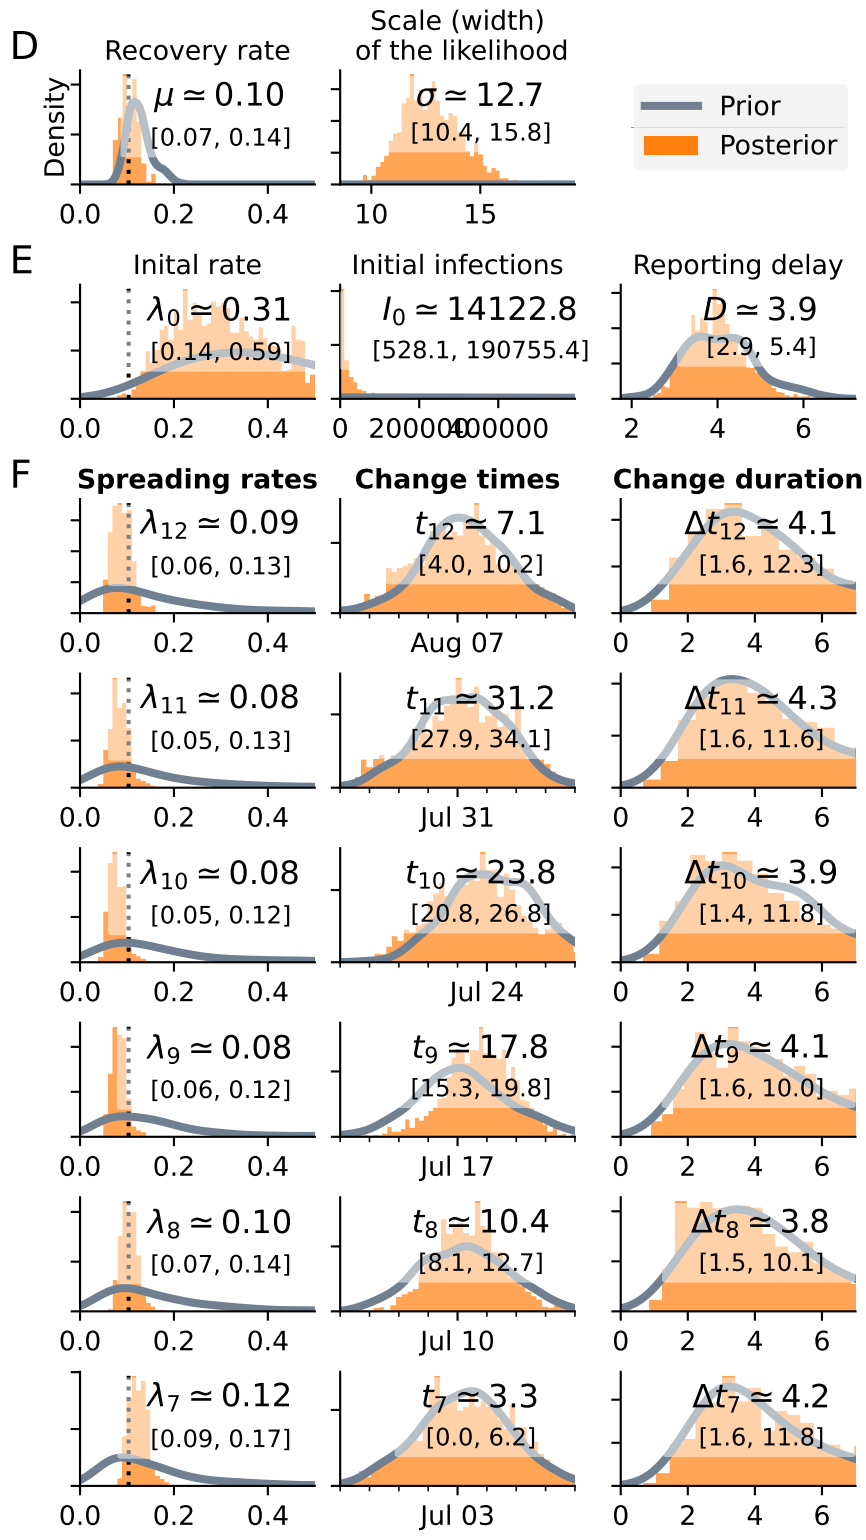 D
Recovery rate
Scale (width)
of the likelihood
Density
μ ≃ 0.10
[0.07, 0.14]
0.0 0.2 0.4
σ ≃ 12.7
[10.4, 15.8]
10 15
Prior
Posterior
E
Inital rate
λ0 ≃ 0.31
[0.14, 0.59]
0.0 0.2 0.4
Initial infections
I0 ≃ 14122.8
[528.1, 190755.4]
0 200000 400000
Reporting delay
D ≃ 3.9
[2.9, 5.4]
2 4 6
F
Spreading rates Change times Change duration
λ12 ≃ 0.09
[0.06, 0.13]
0.0 0.2 0.4
t12 ≃ 7.1
[4.0, 10.2]
Aug 07
Δt12 ≃ 4.1
[1.6, 12.3]
0 2 4 6
λ11 ≃ 0.08
[0.05, 0.13]
0.0 0.2 0.4
t11 ≃ 31.2
[27.9, 34.1]
Jul 31
Δt11 ≃ 4.3
[1.6, 11.6]
0 2 4 6
λ10 ≃ 0.08
[0.05, 0.12]
0.0 0.2 0.4
t10 ≃ 23.8
[20.8, 26.8]
Jul 24
Δt10 ≃ 3.9
[1.4, 11.8]
0 2 4 6
λ9 ≃ 0.08
[0.06, 0.12]
0.0 0.2 0.4
t9 ≃ 17.8
[15.3, 19.8]
Jul 17
Δt9 ≃ 4.1
[1.6, 10.0]
0 2 4 6
λ8 ≃ 0.10
[0.07, 0.14]
0.0 0.2 0.4
t8 ≃ 10.4
[8.1, 12.7]
Jul 10
Δt8 ≃ 3.8
[1.5, 10.1]
0 2 4 6
λ7 ≃ 0.12
[0.09, 0.17]
0.0 0.2 0.4
t7 ≃ 3.3
[0.0, 6.2]
Jul 03
Δt7 ≃ 4.2
[1.6, 11.8]
0 2 4 6